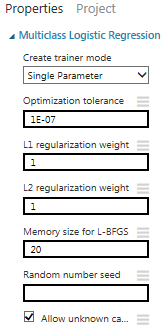 Properties Project
Multiclass Logistic Regression
Create trainer mode
Single Parameter
Optimization tolerance
1E-07
L1 regularization weight
1
L2 regularization weight
1
Memory size for L-BFGS
20
Random number seed
Allow unknown ca...